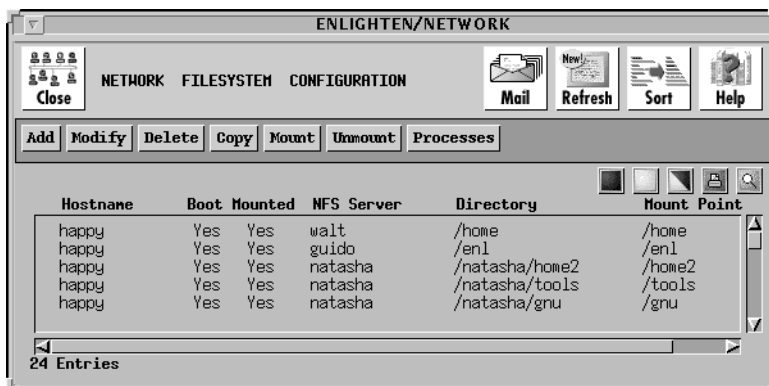 ENLIGHTEN/NETWORK
Close
NETWORK FILESYSTEM CONFIGURATION
Mail
New!
Refresh
Sort
Help
Add Modify Delete Copy Mount Unmount Processes
Hostname Boot Mounted NFS Server Directory Mount Point
happy Yes Yes walt /home /home
happy Yes Yes guido /enl /enl
happy Yes Yes natasha /natasha/home2 /home2
happy Yes Yes natasha /natasha/tools /tools
happy Yes Yes natasha /natasha/gnu /gnu
24 Entries